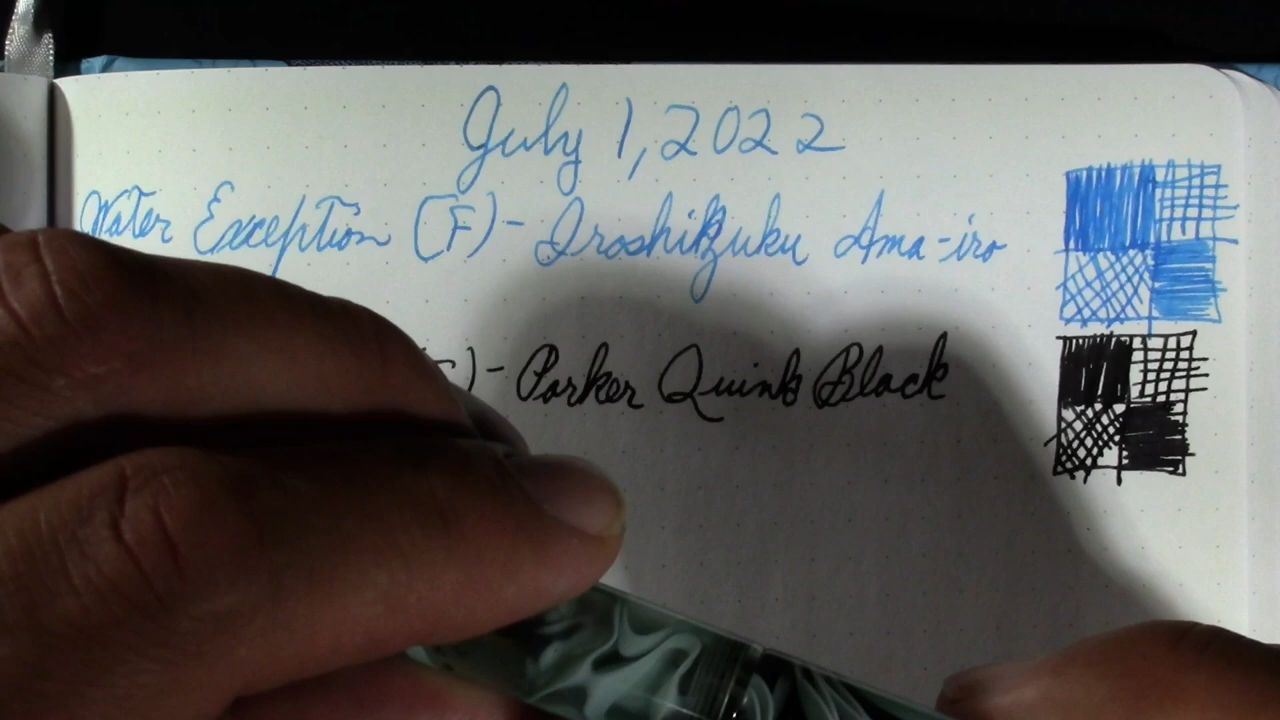 July 1, 2022
Water Exception (F) - Iroshizuku Ama-iro
) - Parker Quink Black